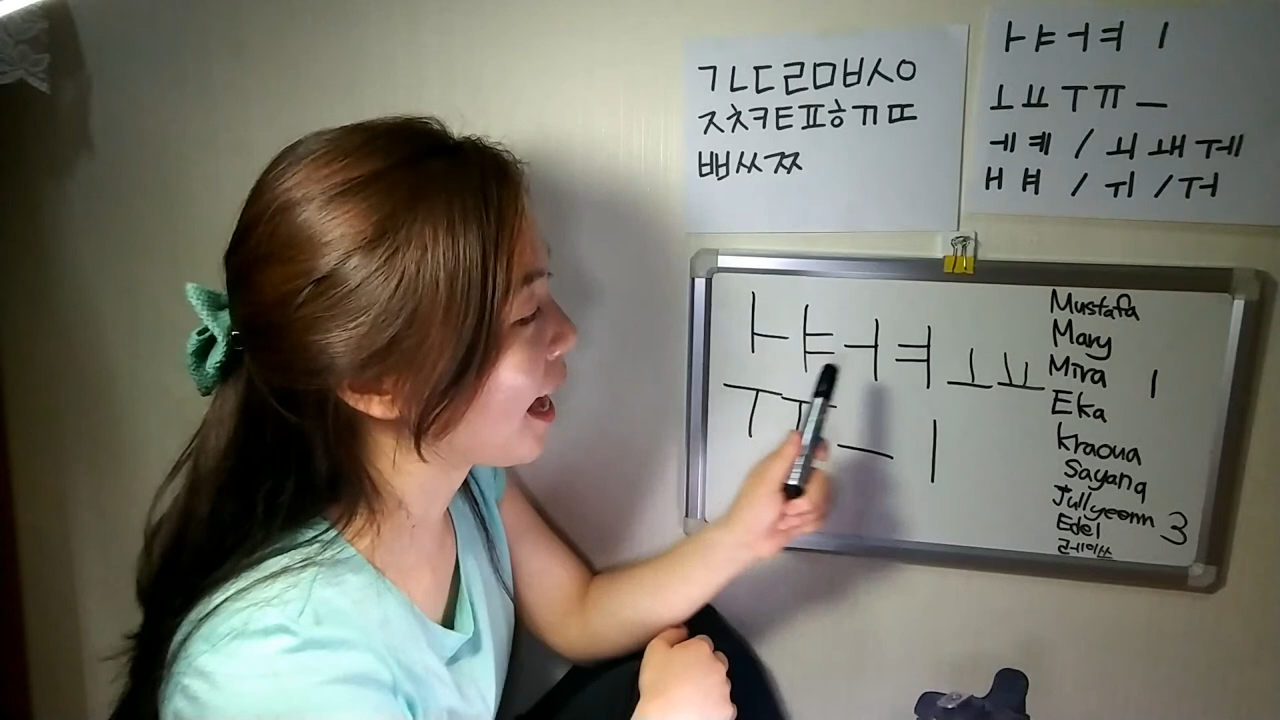 ㄱㄴㄷㄹㅁㅂㅅㅇ
ㅈㅊㅋㅌㅍㅎㄲㄸ
ㅃㅆㅉ
ㅏㅑㅓㅕㅣ
ㅗㅛㅜㅠㅡ
ㅔㅖ / ㅚㅙㅞ
ㅐㅒ / ㅟ / ㅝ
ㅏㅑㅓㅕㅗㅛ
ㅜㅠㅡㅣ
Mustafa
Mary
Mira 1
Eka
kraoua
Sayang
Jullyeom 3
Edel